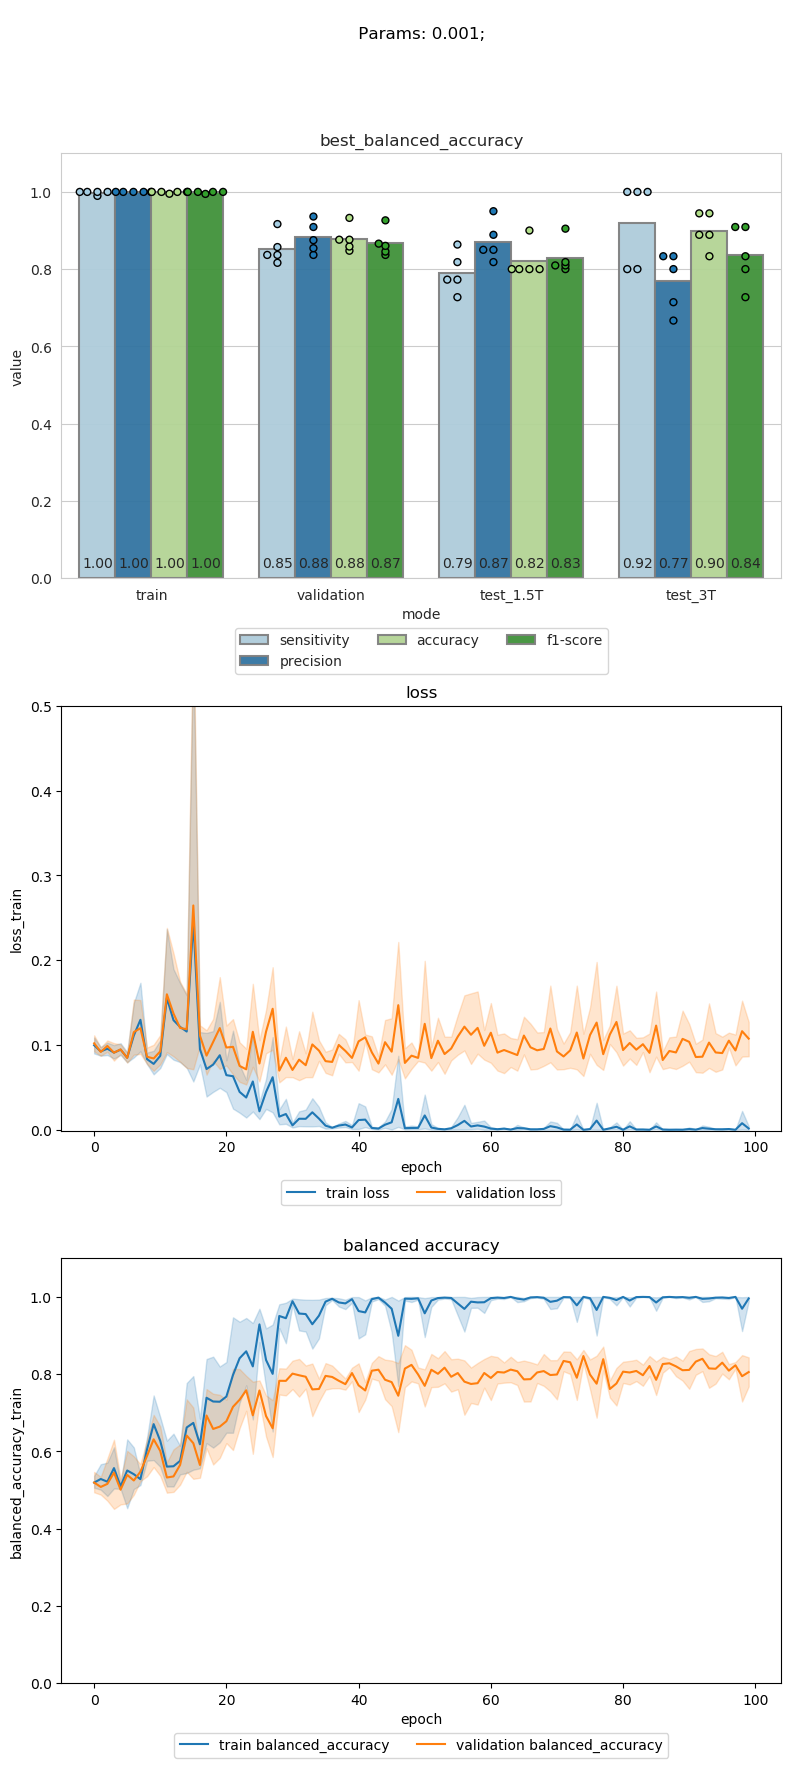 Params: 0.001;
best_balanced_accuracy
value
1.0
0.8
0.6
0.4
0.2
0.0
1.00 1.00 1.00 1.00 0.85 0.88 0.88 0.87 0.79 0.87 0.82 0.83 0.92 0.77 0.90 0.84
train validation test_1.5T test_3T
mode
sensitivity accuracy f1-score
precision
loss
loss_train
0.5
0.4
0.3
0.2
0.1
0.0
0 20 40 60 80 100
epoch
train loss validation loss
balanced accuracy
balanced_accuracy_train
1.0
0.8
0.6
0.4
0.2
0.0
0 20 40 60 80 100
epoch
train balanced_accuracy validation balanced_accuracy